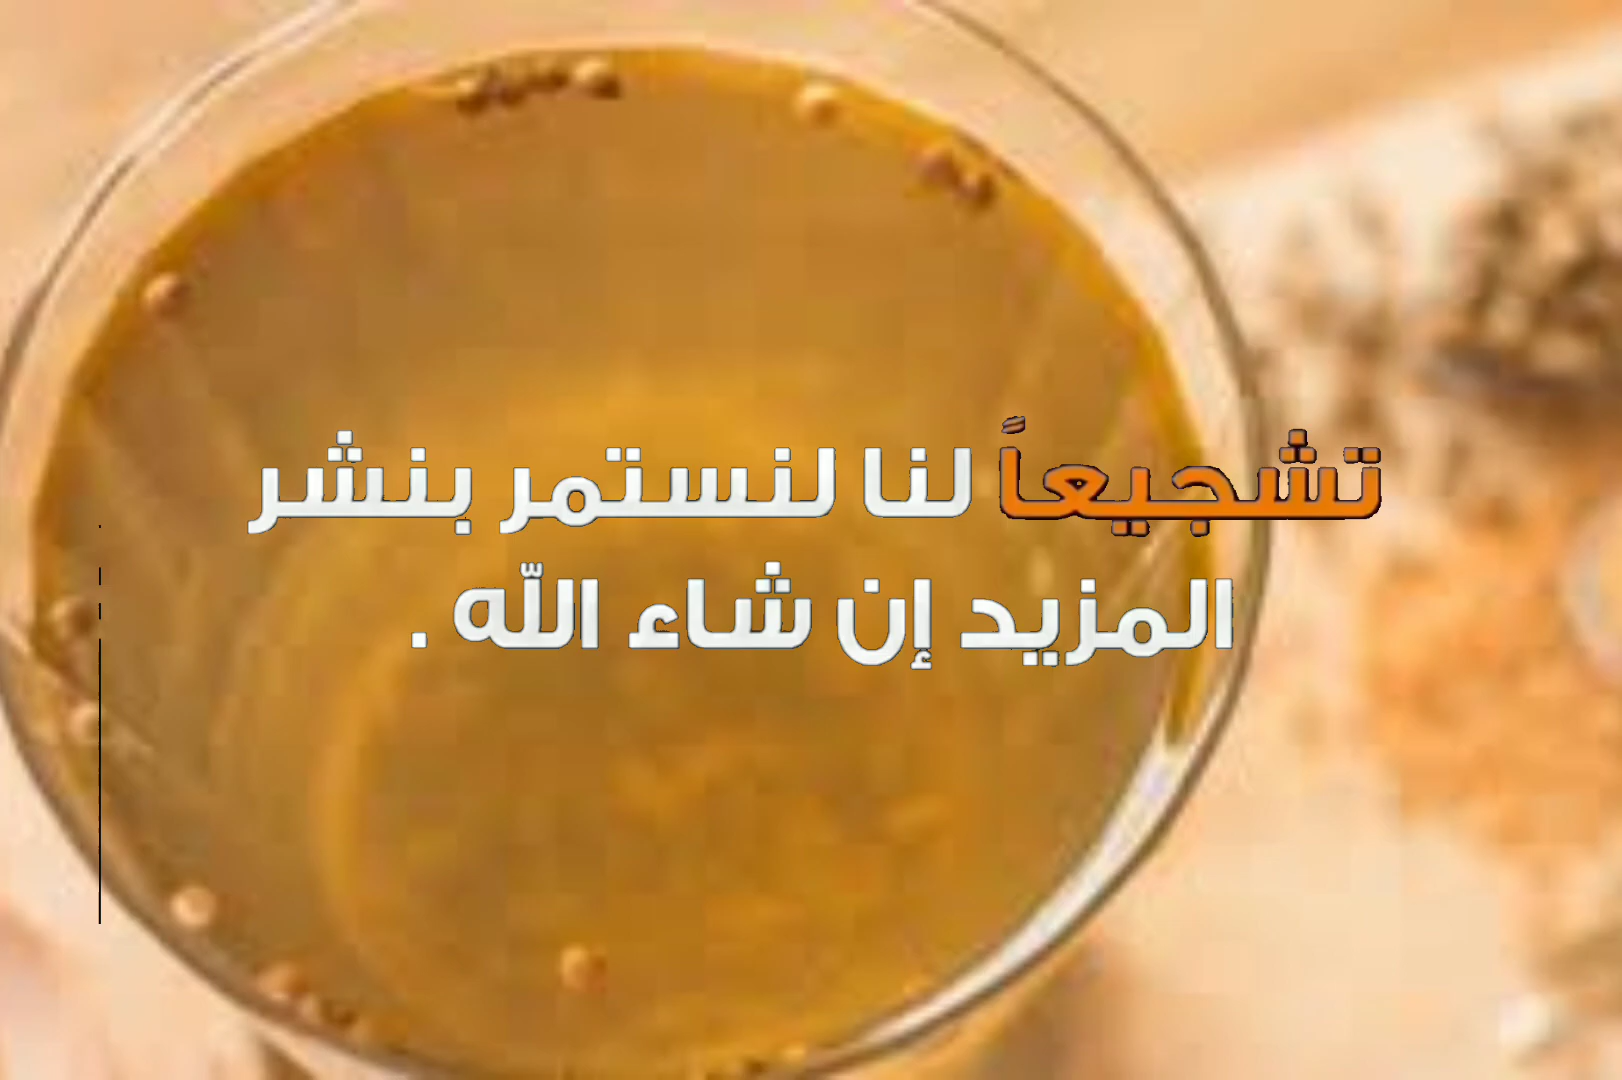 تشجيعاً لنا لنستمر بنشر
المزيد إن شاء اللّه .